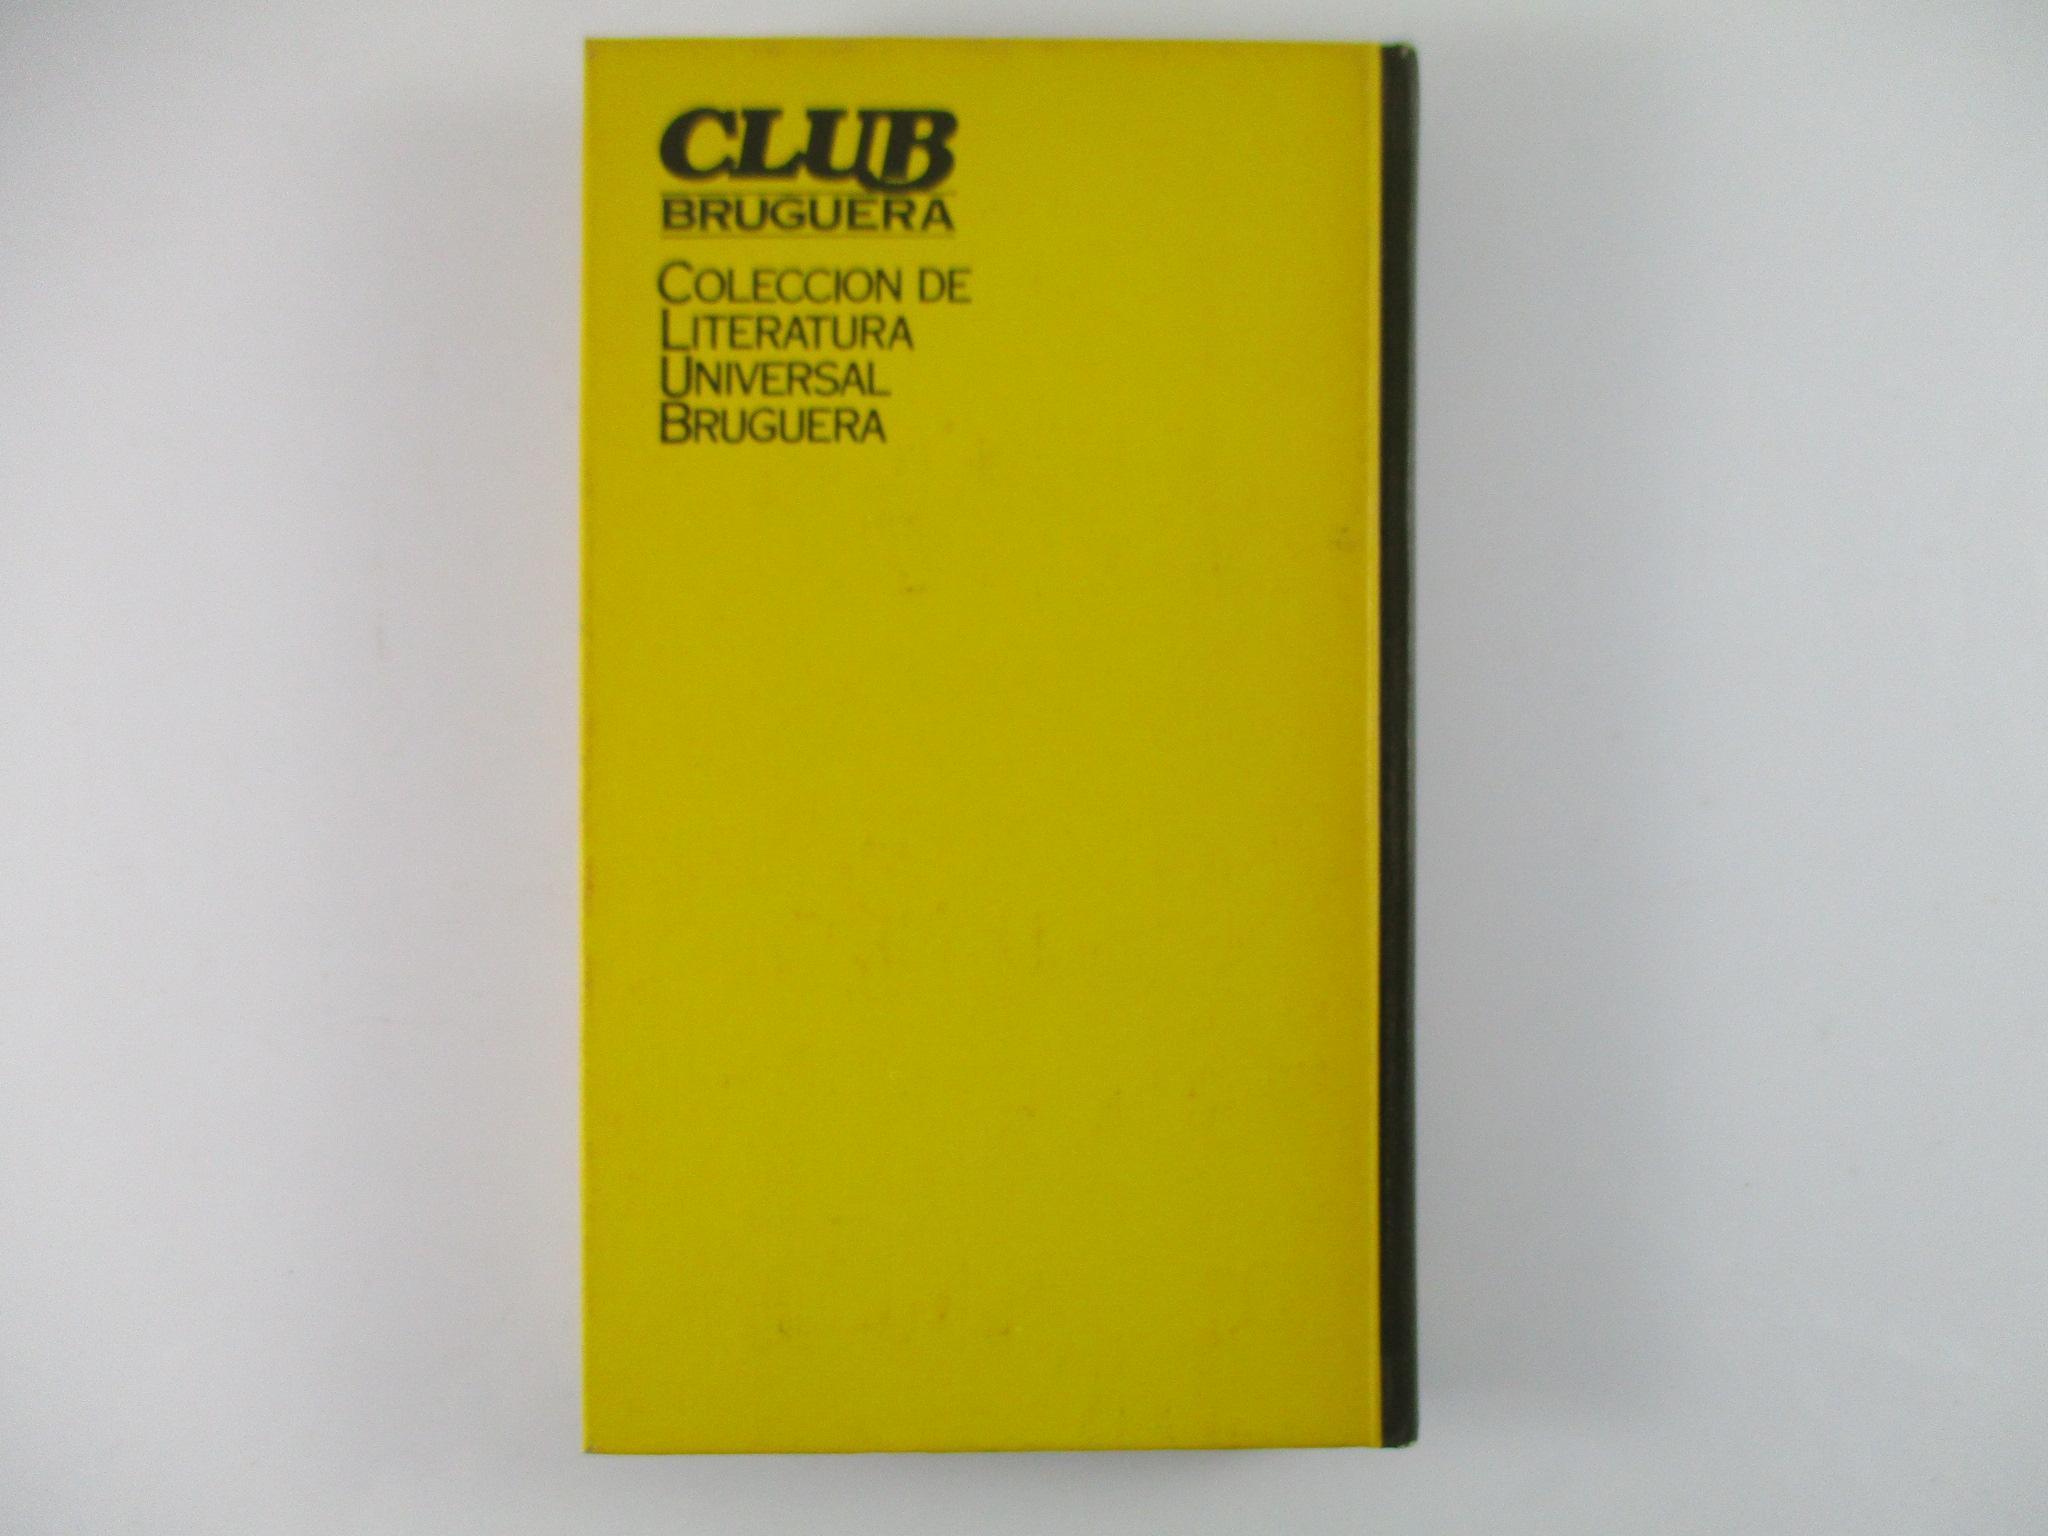 CLUB
BRUGUERA
COLECCION DE
LITERATURA
UNIVERSAL
BRUGUERA